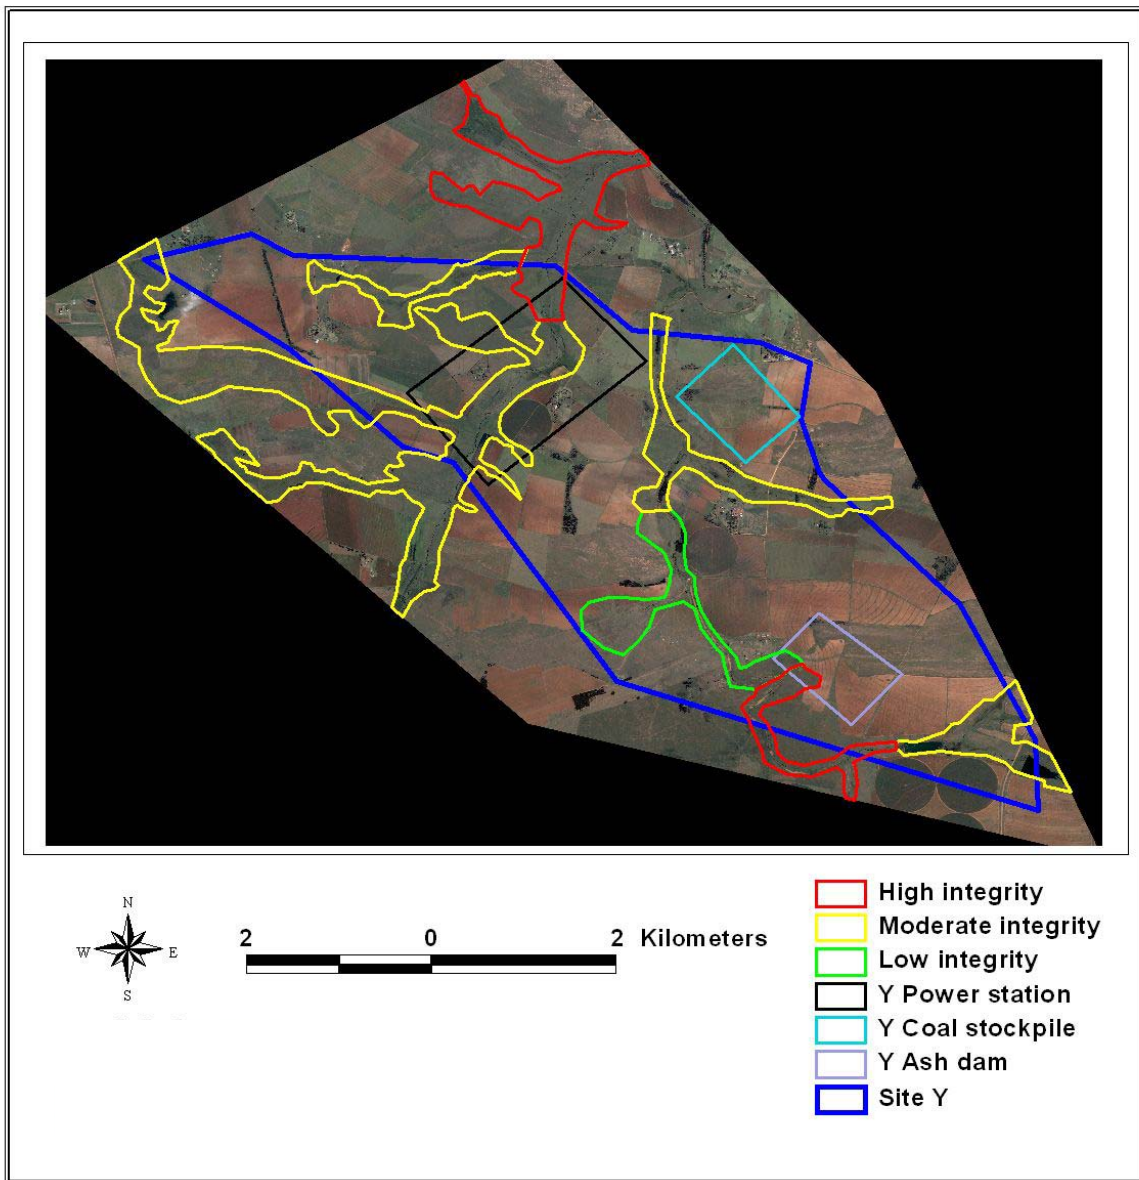 N
W E
S
2 0 2 Kilometers
High integrity
Moderate integrity
Low integrity
Y Power station
Y Coal stockpile
Y Ash dam
Site Y